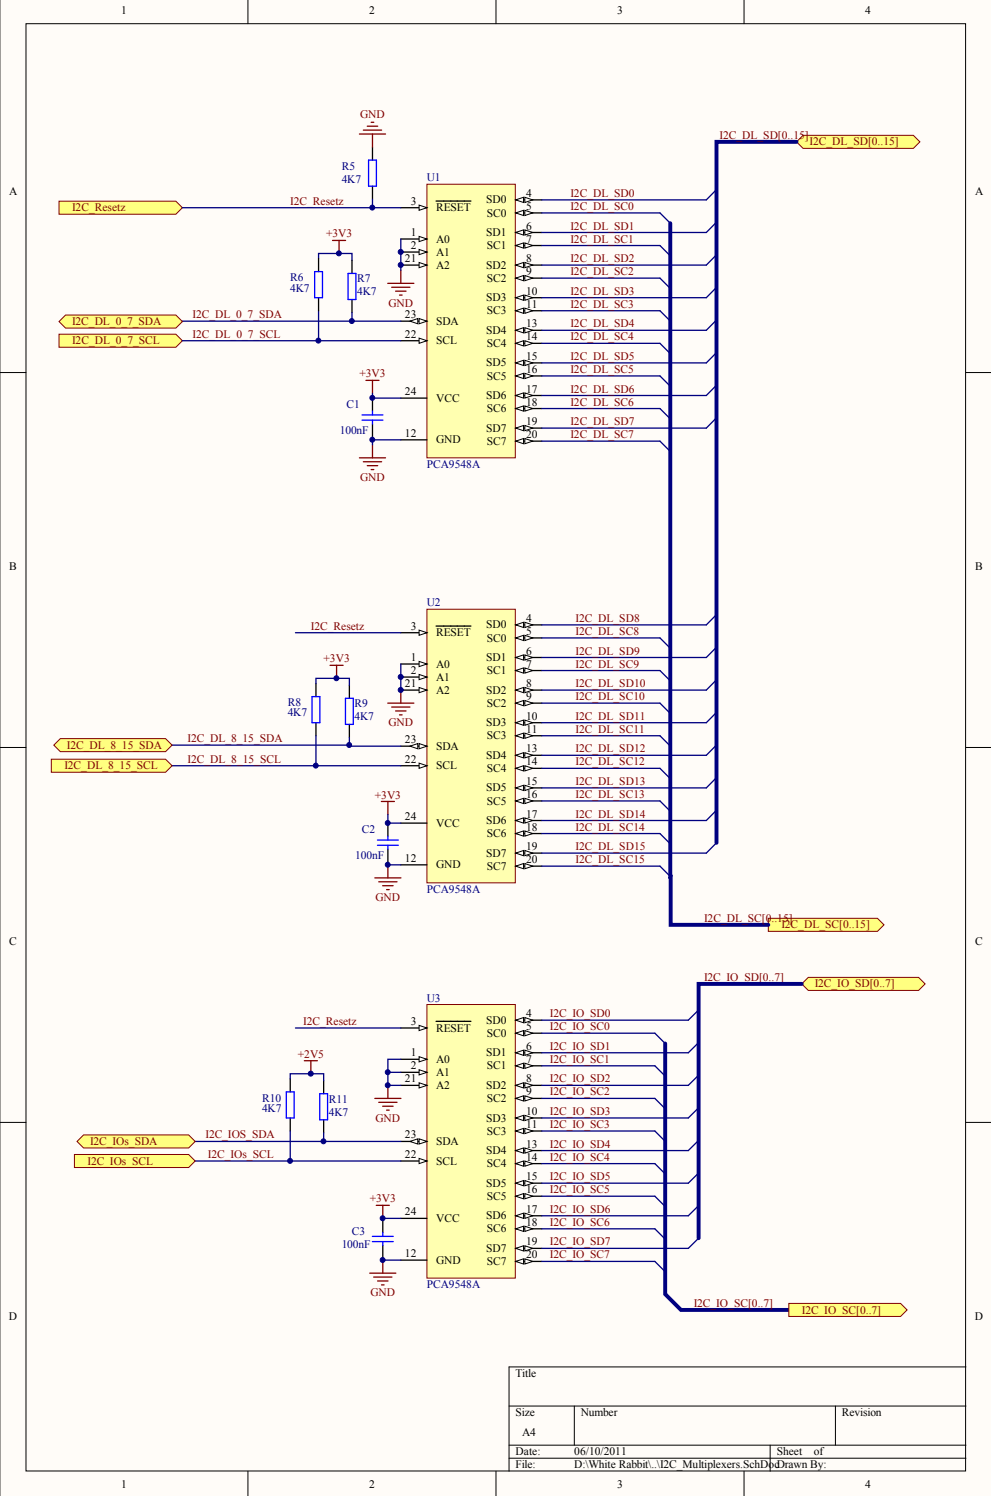 1 2 3 4
A A
B B
C C
D D
GND
R5
4K7
I2C_Resetz
I2C_Resetz
U1
3 RESET
1 A0
2 A1
21 A2
GND
+3V3
R6
4K7
R7
4K7
I2C_DL_0_7_SDA
I2C_DL_0_7_SDA
23 SDA
I2C_DL_0_7_SCL
I2C_DL_0_7_SCL
22 SCL
+3V3
24 VCC
C1
100nF
12 GND
GND
PCA9548A
SD0 4 I2C_DL_SD0
SC0 5 I2C_DL_SC0
SD1 6 I2C_DL_SD1
SC1 7 I2C_DL_SC1
SD2 8 I2C_DL_SD2
SC2 9 I2C_DL_SC2
SD3 10 I2C_DL_SD3
SC3 11 I2C_DL_SC3
SD4 13 I2C_DL_SD4
SC4 14 I2C_DL_SC4
SD5 15 I2C_DL_SD5
SC5 16 I2C_DL_SC5
SD6 17 I2C_DL_SD6
SC6 18 I2C_DL_SC6
SD7 19 I2C_DL_SD7
SC7 20 I2C_DL_SC7
I2C_DL_SD[0..15]
I2C_DL_SD[0..15]
U2
I2C_Resetz
3 RESET
1 A0
2 A1
21 A2
GND
+3V3
R8
4K7
R9
4K7
I2C_DL_8_15_SDA
I2C_DL_8_15_SDA
23 SDA
I2C_DL_8_15_SCL
I2C_DL_8_15_SCL
22 SCL
+3V3
24 VCC
C2
100nF
12 GND
GND
PCA9548A
SD0 4 I2C_DL_SD8
SC0 5 I2C_DL_SC8
SD1 6 I2C_DL_SD9
SC1 7 I2C_DL_SC9
SD2 8 I2C_DL_SD10
SC2 9 I2C_DL_SC10
SD3 10 I2C_DL_SD11
SC3 11 I2C_DL_SC11
SD4 13 I2C_DL_SD12
SC4 14 I2C_DL_SC12
SD5 15 I2C_DL_SD13
SC5 16 I2C_DL_SC13
SD6 17 I2C_DL_SD14
SC6 18 I2C_DL_SC14
SD7 19 I2C_DL_SD15
SC7 20 I2C_DL_SC15
I2C_DL_SC[0..15]
I2C_DL_SC[0..15]
U3
I2C_Resetz
3 RESET
1 A0
2 A1
21 A2
GND
+2V5
R10
4K7
R11
4K7
I2C_IOs_SDA
I2C_IOS_SDA
23 SDA
I2C_IOs_SCL
I2C_IOs_SCL
22 SCL
+3V3
24 VCC
C3
100nF
12 GND
GND
PCA9548A
SD0 4 I2C_IO_SD0
SC0 5 I2C_IO_SC0
SD1 6 I2C_IO_SD1
SC1 7 I2C_IO_SC1
SD2 8 I2C_IO_SD2
SC2 9 I2C_IO_SC2
SD3 10 I2C_IO_SD3
SC3 11 I2C_IO_SC3
SD4 13 I2C_IO_SD4
SC4 14 I2C_IO_SC4
SD5 15 I2C_IO_SD5
SC5 16 I2C_IO_SC5
SD6 17 I2C_IO_SD6
SC6 18 I2C_IO_SC6
SD7 19 I2C_IO_SD7
SC7 20 I2C_IO_SC7
I2C_IO_SD[0..7]
I2C_IO_SD[0..7]
I2C_IO_SC[0..7]
I2C_IO_SC[0..7]
Title
Size Number Revision
A4
Date: 06/10/2011 Sheet of
File: D:\White Rabbit\..\I2C_Multiplexers.SchDoc Drawn By:
1 2 3 4